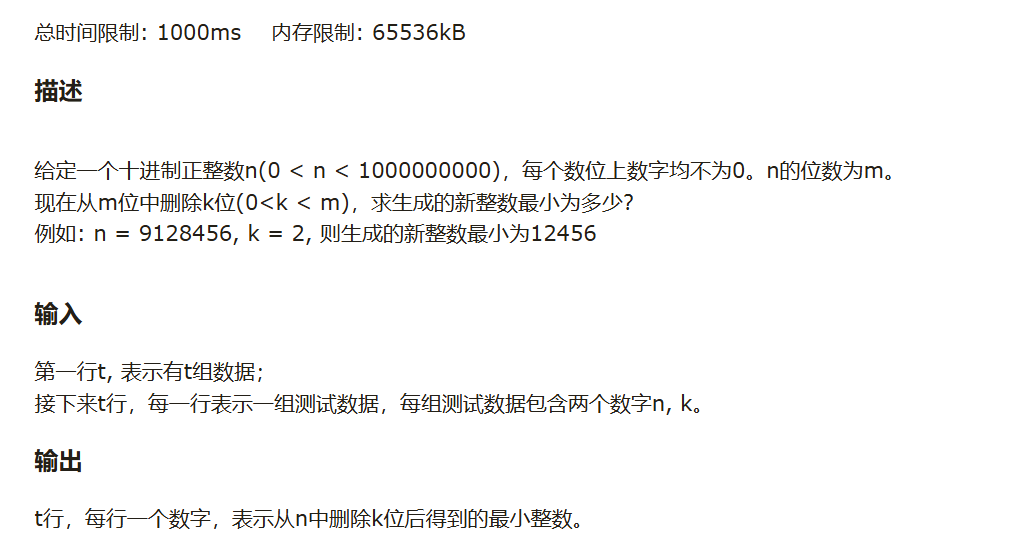 总时间限制: 1000ms 内存限制: 65536kB
描述
给定一个十进制正整数n(0 < n < 1000000000)，每个数位上数字均不为0。n的位数为m。
现在从m位中删除k位(0<k < m)，求生成的新整数最小为多少?
例如: n = 9128456, k = 2, 则生成的新整数最小为12456
输入
第一行t, 表示有t组数据；
接下来t行，每一行表示一组测试数据，每组测试数据包含两个数字n, k。
输出
t行，每行一个数字，表示从n中删除k位后得到的最小整数。